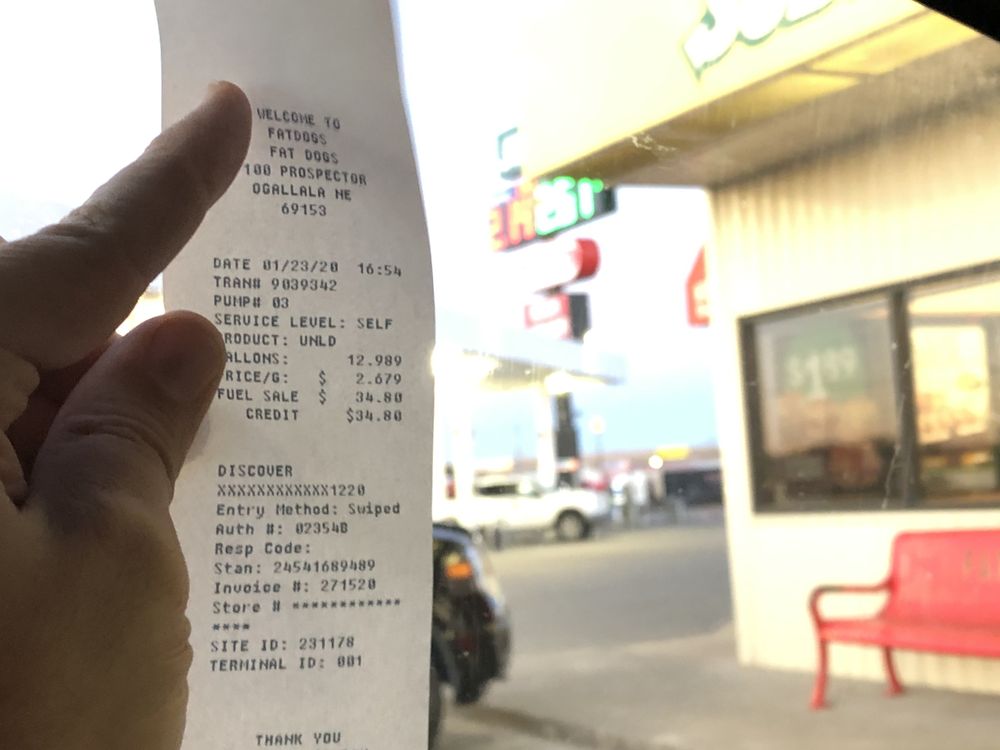 WELCOME TO
FATDOGS
FAT DOGS
100 PROSPECTOR
OGALLALA NE
69153
DATE 01/23/20 16:54
TRAN# 9039342
PUMP# 03
SERVICE LEVEL: SELF
RODUCT: UNLD
ALLONS: 12.989
RICE/G: $ 2.679
FUEL SALE $ 34.80
CREDIT $34.80
DISCOVER
XXXXXXXXXXXX1220
Entry Method: Swiped
Auth #: 02354B
Resp Code:
Stan: 24541689489
Invoice #: 271520
Store # ************
****
SITE ID: 231178
TERMINAL ID: 001
THANK YOU